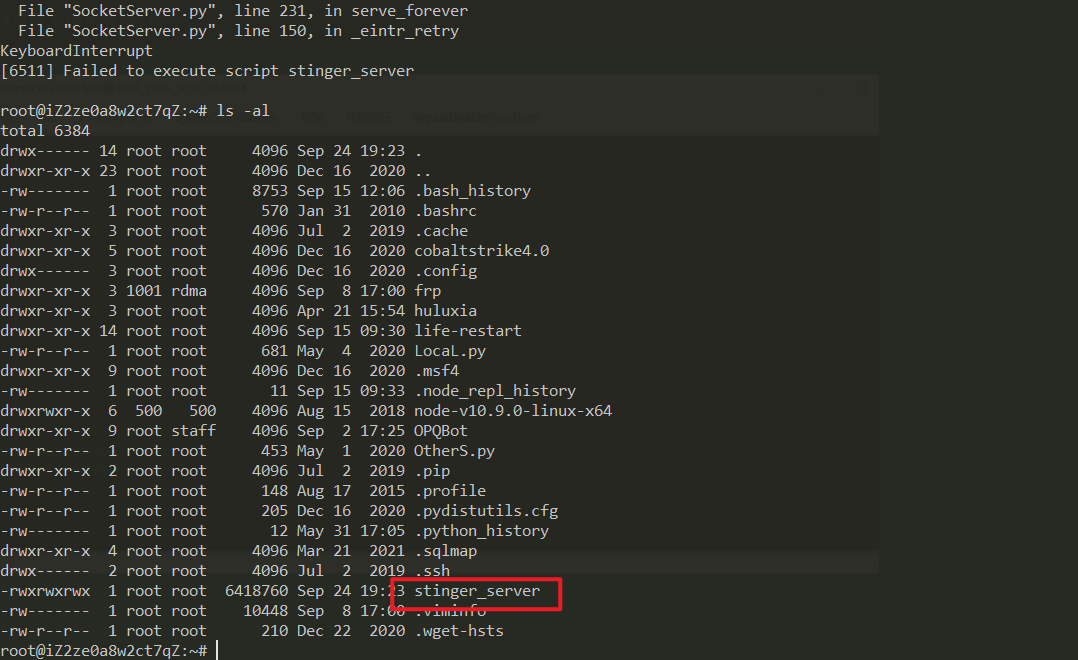 File "SocketServer.py", line 231, in serve_forever
  File "SocketServer.py", line 150, in _eintr_retry
KeyboardInterrupt
[6511] Failed to execute script stinger_server
root@iZ2ze0a8w2ct7qZ:~# ls -al
total 6384
drwx------ 14 root root     4096 Sep 24 19:23 .
drwxr-xr-x 23 root root     4096 Dec 16  2020 ..
-rw-------  1 root root     8753 Sep 15 12:06 .bash_history
-rw-r--r--  1 root root      570 Jan 31  2010 .bashrc
drwxr-xr-x  3 root root     4096 Jul  2  2019 .cache
drwxr-xr-x  5 root root     4096 Dec 16  2020 cobaltstrike4.0
drwx------  3 root root     4096 Dec 16  2020 .config
drwxr-xr-x  3 1001 rdma     4096 Sep  8 17:00 frp
drwxr-xr-x  3 root root     4096 Apr 21 15:54 huluxia
drwxr-xr-x 14 root root     4096 Sep 15 09:30 life-restart
-rw-r--r--  1 root root      681 May  4  2020 LocaL.py
drwxr-xr-x  9 root root     4096 Dec 16  2020 .msf4
-rw-------  1 root root       11 Sep 15 09:33 .node_repl_history
drwxrwxr-x  6  500   500    4096 Aug 15  2018 node-v10.9.0-linux-x64
drwxr-xr-x  9 root staff    4096 Sep  2 17:25 OPQBot
-rw-r--r--  1 root root      453 May  1  2020 OtherS.py
drwxr-xr-x  2 root root     4096 Jul  2  2019 .pip
-rw-r--r--  1 root root      148 Aug 17  2015 .profile
-rw-r--r--  1 root root      205 Dec 16  2020 .pydistutils.cfg
-rw-------  1 root root       12 May 31 17:05 .python_history
drwxr-xr-x  4 root root     4096 Mar 21  2021 .sqlmap
drwx------  2 root root     4096 Jul  2  2019 .ssh
-rwxrwxrwx  1 root root  6418760 Sep 24 19:23 stinger_server
-rw-------  1 root root    10448 Sep  8 17:00 .viminfo
-rw-r--r--  1 root root      210 Dec 22  2020 .wget-hsts
root@iZ2ze0a8w2ct7qZ:~#